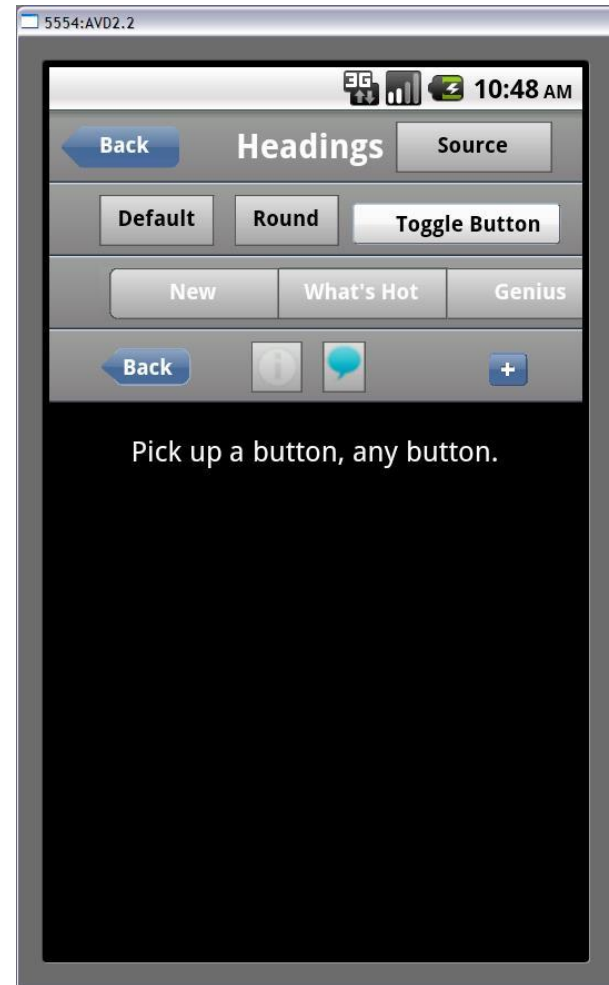 5554:AVD2.2
3G 10:48 AM
Back Headings Source
Default Round Toggle Button
New What's Hot Genius
Back i +
Pick up a button, any button.